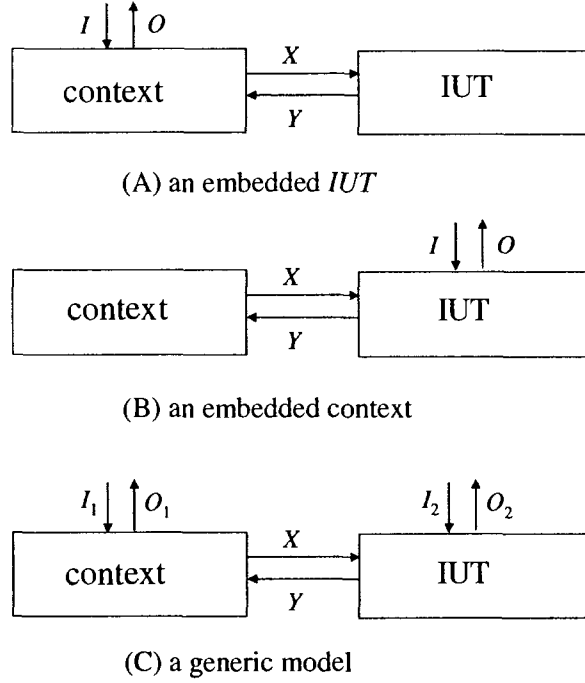 I O
context X IUT
Y
(A) an embedded IUT
I O
context X IUT
Y
(B) an embedded context
I₁ O₁ I₂ O₂
context X IUT
Y
(C) a generic model